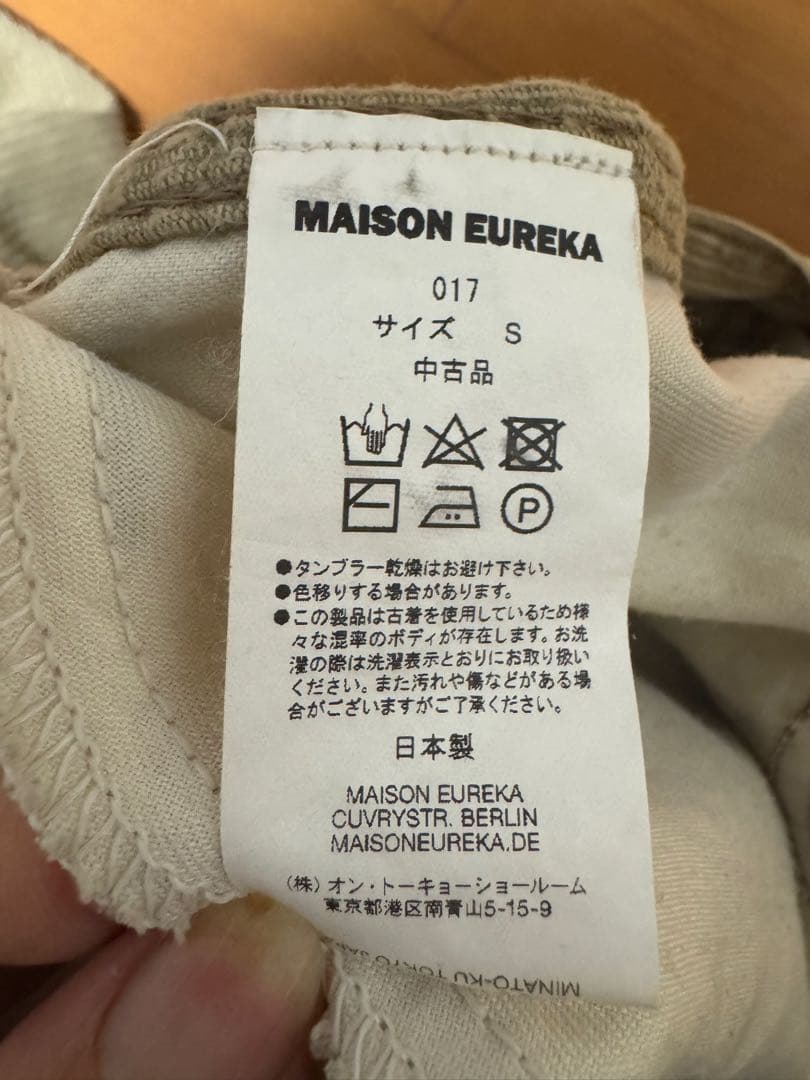 MAISON EUREKA
017
サイズ S
中古品
P
●タンブラー乾燥はお避け下さい。
●色移りする場合があります。
●この製品は古着を使用しているため様
々な混率のボディが存在します。お洗
濯の際は洗濯表示とおりにお取り扱い
ください。また汚れや傷などがある場
合がございますがご了承ください。
日本製
MAISON EUREKA
CUVRYSTR. BERLIN
MAISONEUREKA.DE
(株) オン・トーキョーショールーム
東京都港区南青山5-15-9
MINATO-KU TOKYO